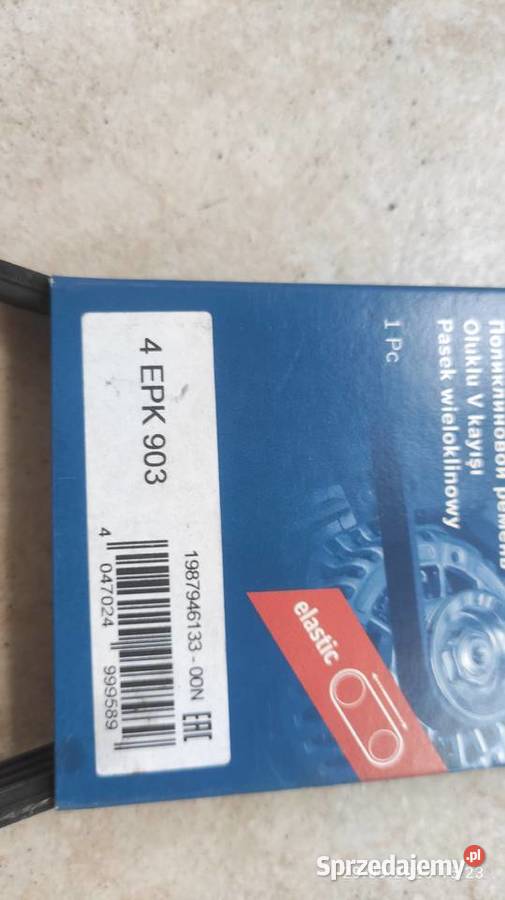 Поликлиновой ремень
Oluklu V kayışı
Pasek wieloklinowy
1 Pc
4 EPK 903
1987946133 - 00N
EAC
4 047024 999589
elastic
Sprzedajemy.pl